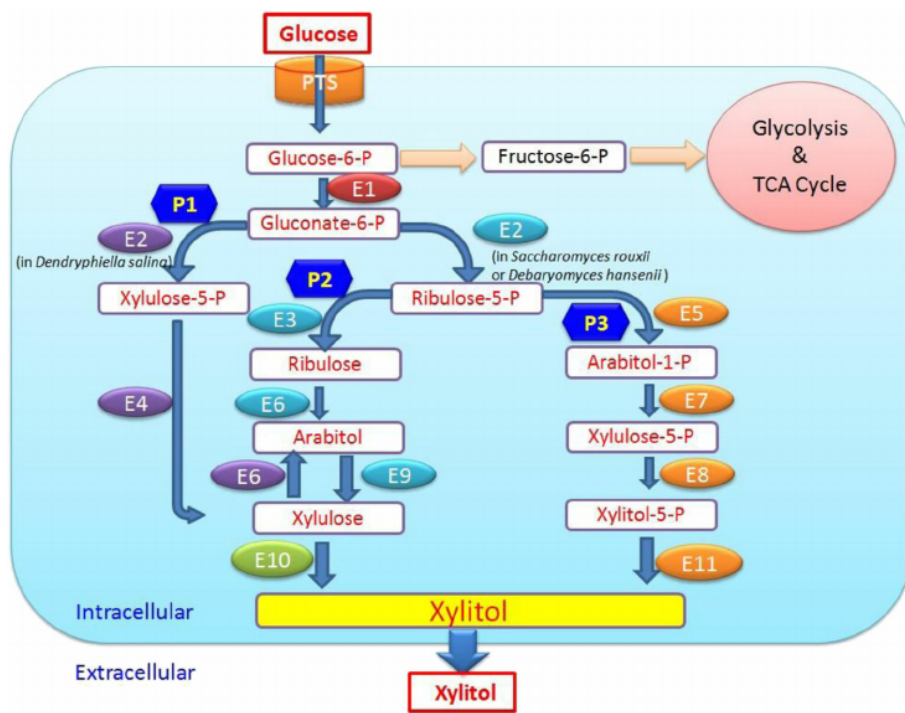 Glucose
PTS
Glucose-6-P
Fructose-6-P
Glycolysis
&
TCA Cycle
E1
P1
Gluconate-6-P
E2
(in Dendryphiella salina)
E2
(in Saccharomyces rouxii
or Debaryomyces hansenii )
P2
Xylulose-5-P
Ribulose-5-P
E3
P3
E5
Ribulose
Arabitol-1-P
E4
E6
E7
Arabitol
Xylulose-5-P
E6
E9
E8
Xylulose
Xylitol-5-P
E10
E11
Intracellular
Xylitol
Extracellular
Xylitol